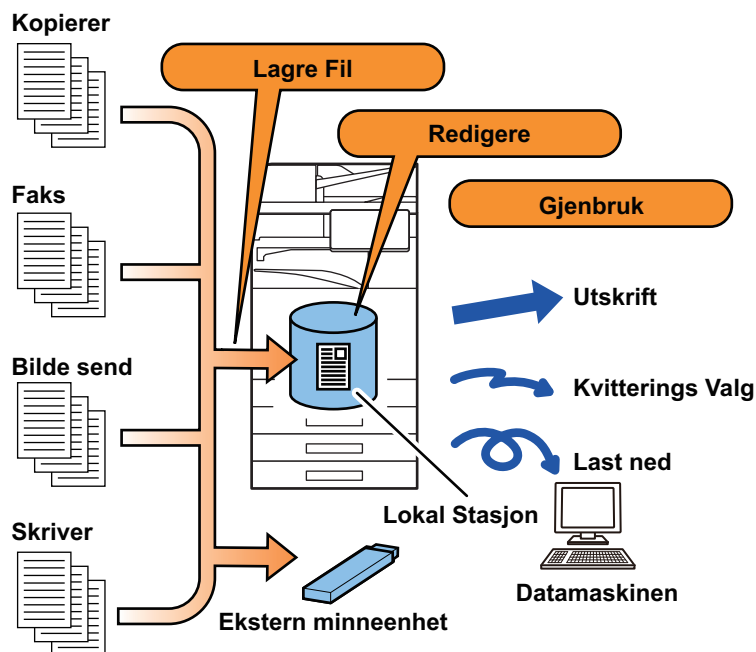 Kopierer
Lagre Fil
Redigere
Faks
Gjenbruk
Utskrift
Bilde send
Kvitterings Valg
Last ned
Lokal Stasjon
Skriver
Datamaskinen
Ekstern minneenhet